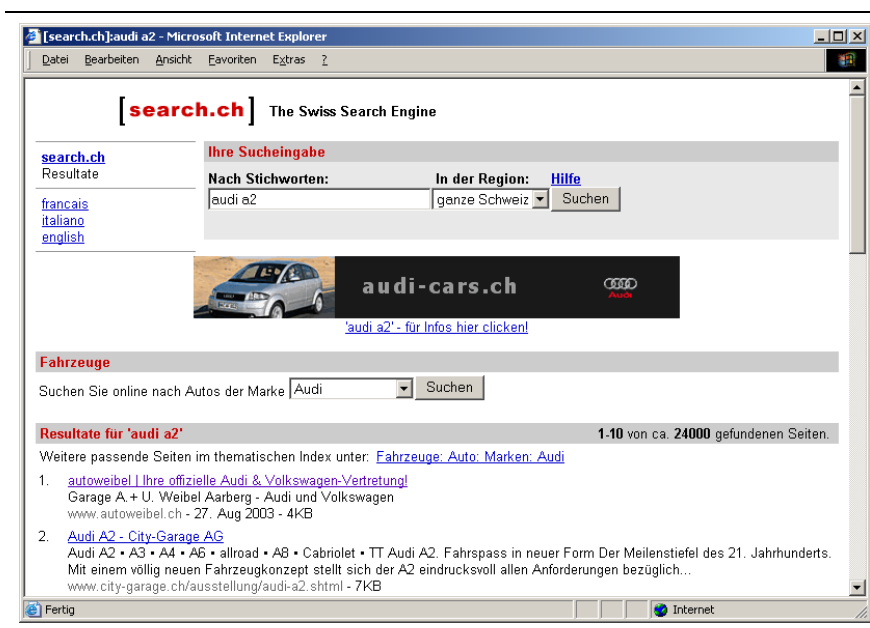 [search.ch]:audi a2 - Microsoft Internet Explorer
Datei Bearbeiten Ansicht Favoriten Extras ?
[search.ch] The Swiss Search Engine
search.ch
Resultate
francais
italiano
english
Ihre Sucheingabe
Nach Stichworten: In der Region: Hilfe
audi a2 ganze Schweiz Suchen
audi-cars.ch Audi
'audi a2' - für Infos hier clicken!
Fahrzeuge
Suchen Sie online nach Autos der Marke Audi Suchen
Resultate für 'audi a2' 1-10 von ca. 24000 gefundenen Seiten.
Weitere passende Seiten im thematischen Index unter: Fahrzeuge: Auto: Marken: Audi
1. autoweibel | Ihre offizielle Audi & Volkswagen-Vertretung!
Garage A.+ U. Weibel Aarberg - Audi und Volkswagen
www.autoweibel.ch - 27. Aug 2003 - 4KB
2. Audi A2 - City-Garage AG
Audi A2 ▪ A3 ▪ A4 ▪ A6 ▪ allroad ▪ A8 ▪ Cabriolet ▪ TT Audi A2. Fahrspass in neuer Form Der Meilenstiefel des 21. Jahrhunderts.
Mit einem völlig neuen Fahrzeugkonzept stellt sich der A2 eindrucksvoll allen Anforderungen bezüglich...
www.city-garage.ch/ausstellung/audi-a2.shtml - 7KB
Fertig Internet